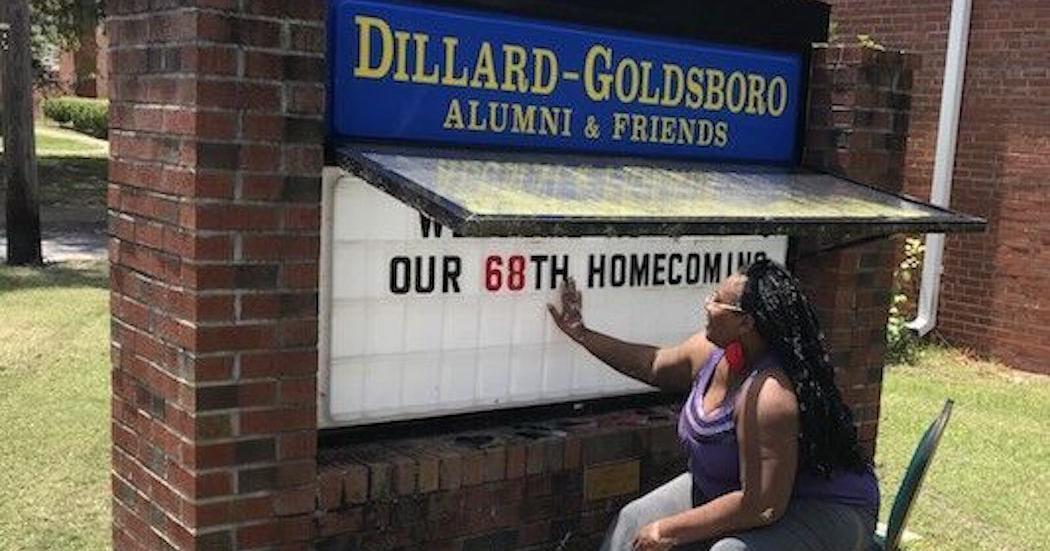 DILLARD-GOLDSBORO
ALUMNI & FRIENDS
OUR 68TH HOMECOMING